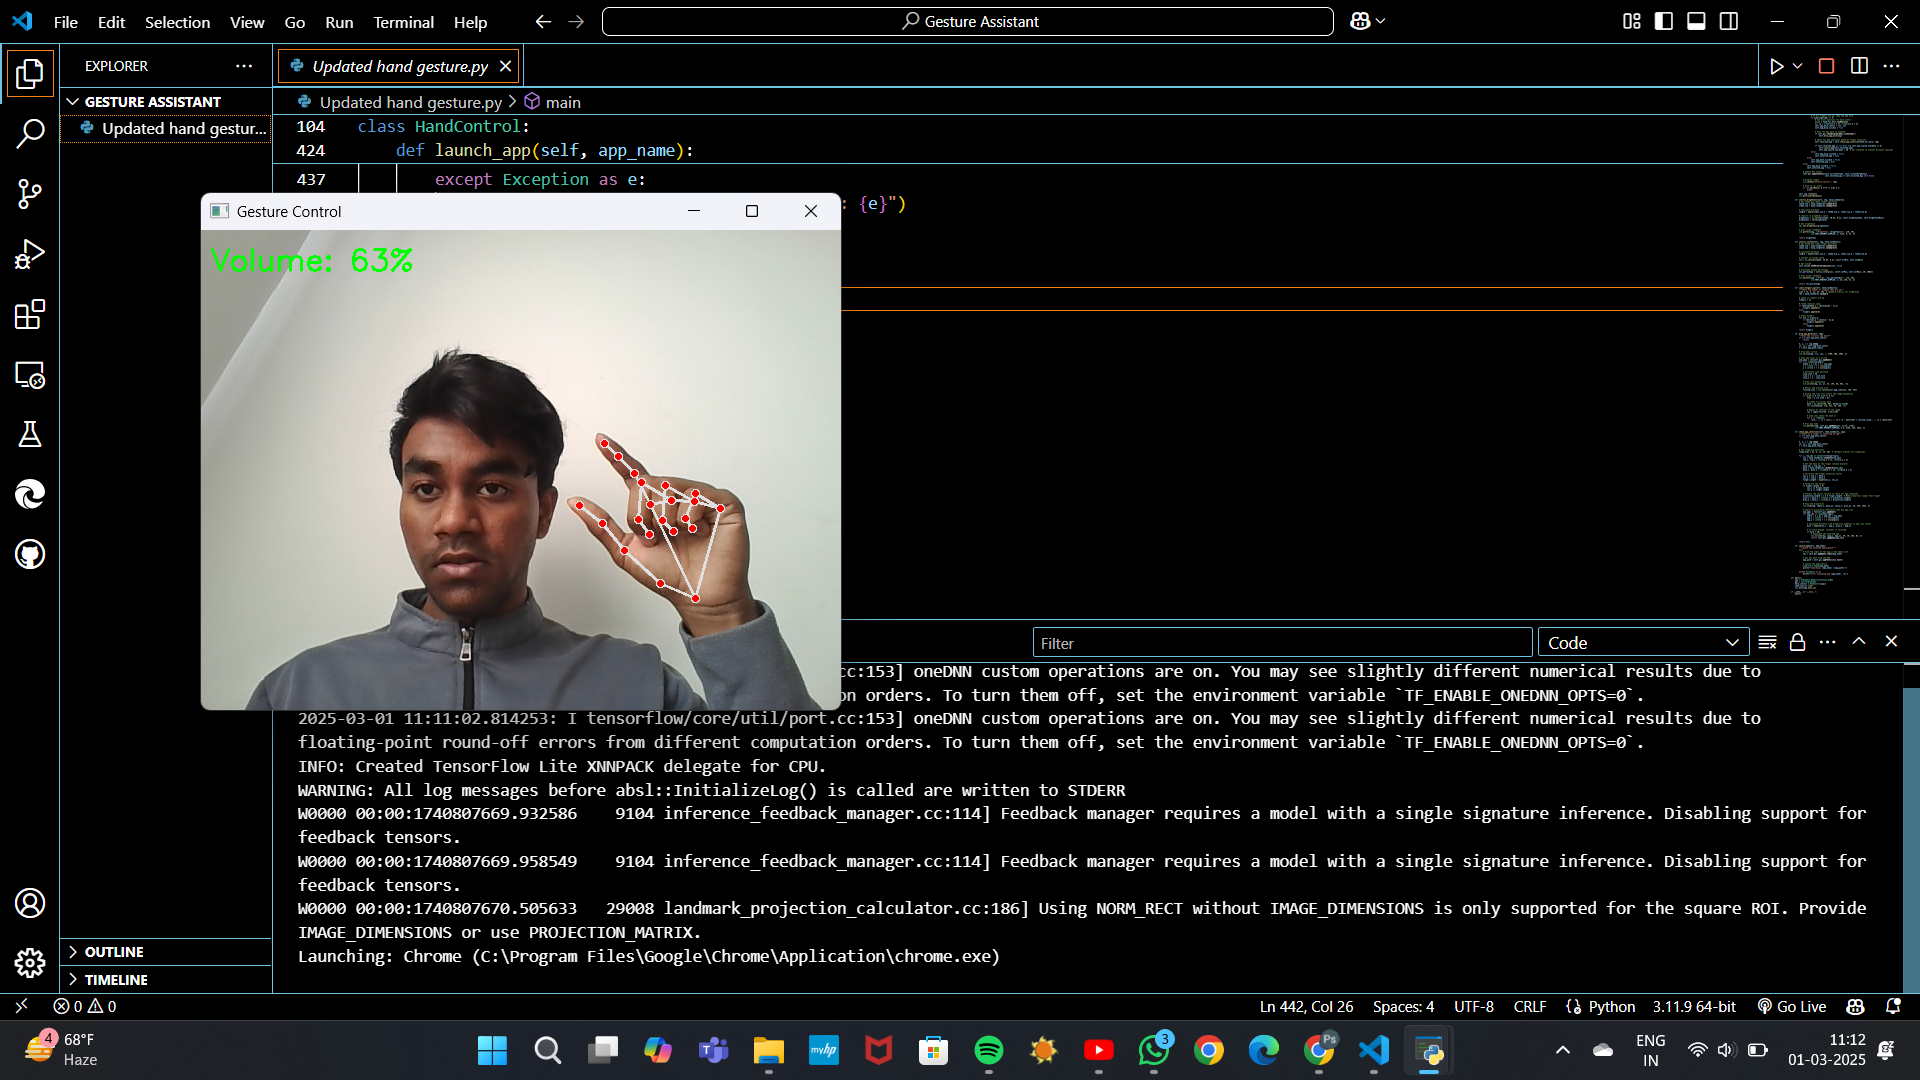 File Edit Selection View Go Run Terminal Help
Gesture Assistant
EXPLORER
Updated hand gesture.py
GESTURE ASSISTANT
Updated hand gestur...
Updated hand gesture.py > main
104 class HandControl:
424 def launch_app(self, app_name):
437 except Exception as e:
: {e}")
Gesture Control
Volume: 63%
Filter
Code
cc:153] oneDNN custom operations are on. You may see slightly different numerical results due to
on orders. To turn them off, set the environment variable `TF_ENABLE_ONEDNN_OPTS=0`.
2025-03-01 11:11:02.814253: I tensorflow/core/util/port.cc:153] oneDNN custom operations are on. You may see slightly different numerical results due to
floating-point round-off errors from different computation orders. To turn them off, set the environment variable `TF_ENABLE_ONEDNN_OPTS=0`.
INFO: Created TensorFlow Lite XNNPACK delegate for CPU.
WARNING: All log messages before absl::InitializeLog() is called are written to STDERR
W0000 00:00:1740807669.932586    9104 inference_feedback_manager.cc:114] Feedback manager requires a model with a single signature inference. Disabling support for
feedback tensors.
W0000 00:00:1740807669.958549    9104 inference_feedback_manager.cc:114] Feedback manager requires a model with a single signature inference. Disabling support for
feedback tensors.
W0000 00:00:1740807670.505633   29008 landmark_projection_calculator.cc:186] Using NORM_RECT without IMAGE_DIMENSIONS is only supported for the square ROI. Provide
IMAGE_DIMENSIONS or use PROJECTION_MATRIX.
Launching: Chrome (C:\Program Files\Google\Chrome\Application\chrome.exe)
OUTLINE
TIMELINE
0 0
Ln 442, Col 26 Spaces: 4 UTF-8 CRLF Python 3.11.9 64-bit Go Live
4
68°F
Haze
myhp
3
Ps
ENG
IN
11:12
01-03-2025